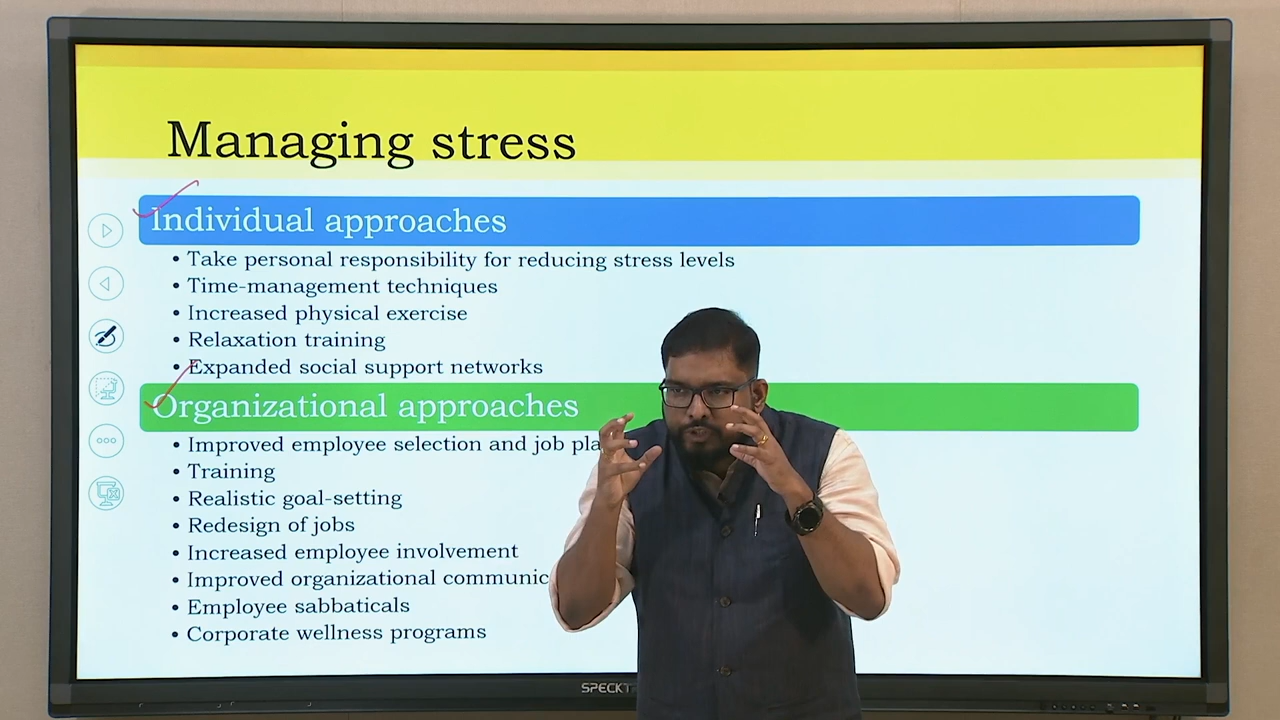 Managing stress
Individual approaches
• Take personal responsibility for reducing stress levels
• Time-management techniques
• Increased physical exercise
• Relaxation training
• Expanded social support networks
Organizational approaches
• Improved employee selection and job
• Training
• Realistic goal-setting
• Redesign of jobs
• Increased employee involvement
• Improved organizational
• Employee sabbaticals
• Corporate wellness programs